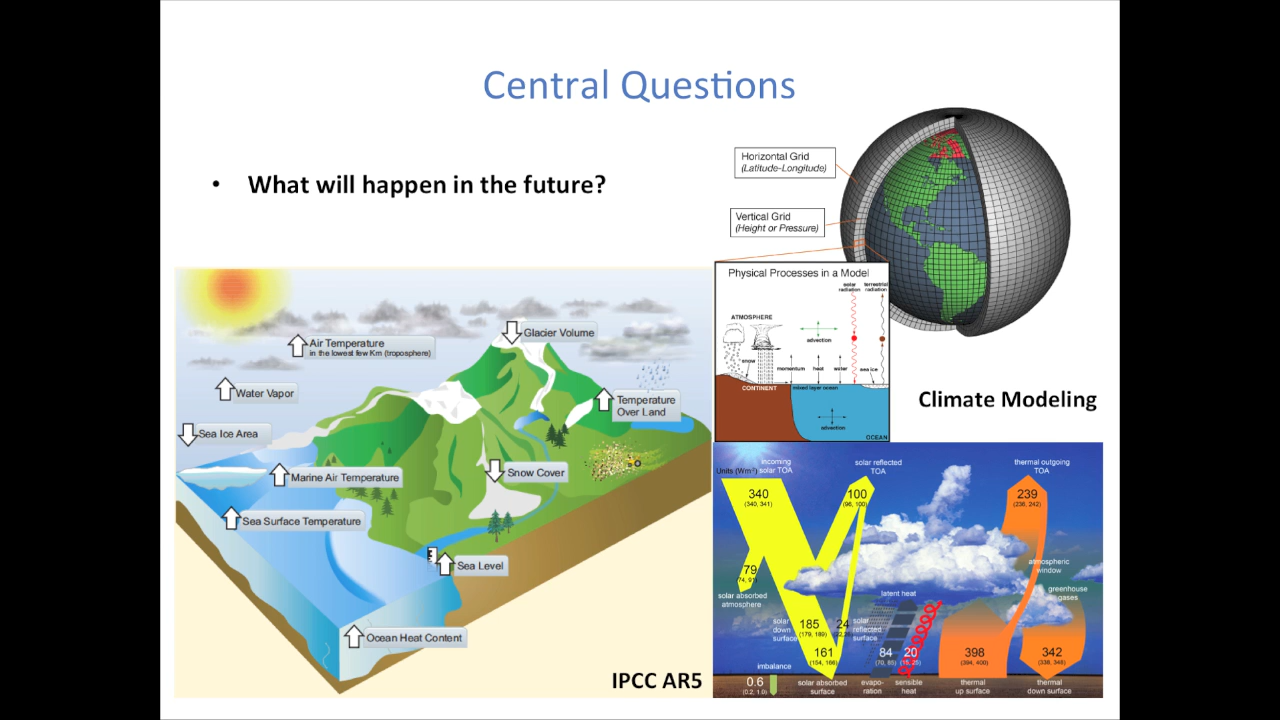 Central Questions
• What will happen in the future?
Horizontal Grid
(Latitude-Longitude)
Vertical Grid
(Height or Pressure)
Physical Processes in a Model
solar
radiation
terrestrial
radiation
ATMOSPHERE
advection
snow
momentum heat water sea ice
CONTINENT
mixed layer ocean
advection
OCEAN
Climate Modeling
Air Temperature
in the lowest few Km (troposphere)
Glacier Volume
Water Vapor
Temperature
Over Land
Sea Ice Area
Marine Air Temperature
Snow Cover
Sea Surface Temperature
Sea Level
Ocean Heat Content
IPCC AR5
Units (Wm-2)
incoming
solar TOA
solar reflected
TOA
thermal outgoing
TOA
340
(340, 341)
100
(96, 100)
239
(236, 242)
79
(74, 91)
solar absorbed
atmosphere
atmospheric
window
greenhouse
gases
latent heat
solar
down
surface
185
(179, 189)
24
solar
reflected
surface
161
(154, 166)
84
(70, 85)
20
(15, 25)
398
(394, 400)
342
(338, 348)
imbalance
0.6
(0.2, 1.0)
solar absorbed
surface
evapo-
ration
sensible
heat
thermal
up surface
thermal
down surface